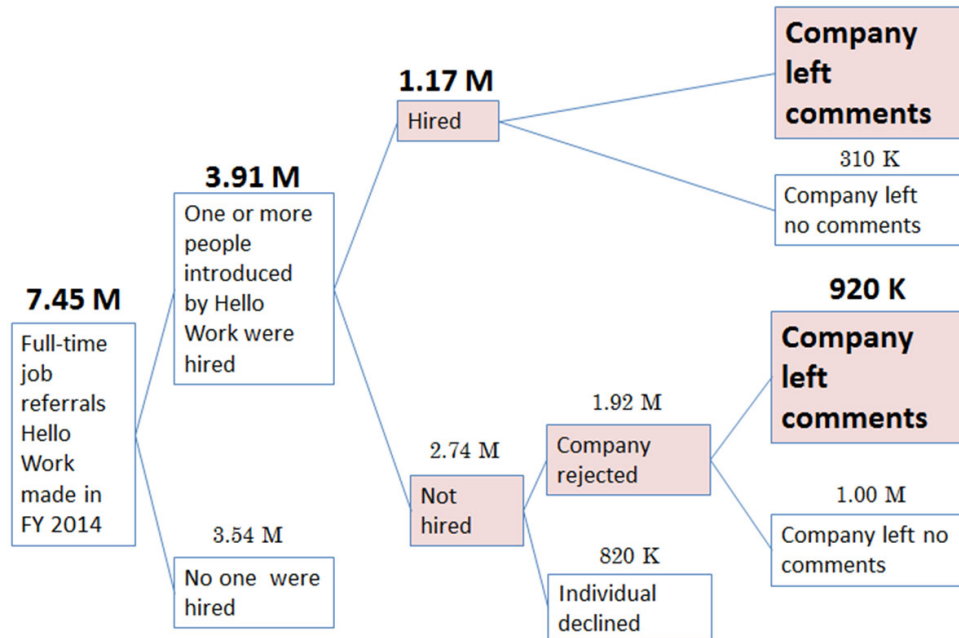 7.45 M
Full-time
job
referrals
Hello
Work
made in
FY 2014
3.91 M
One or more
people
introduced
by Hello
Work were
hired
3.54 M
No one were
hired
1.17 M
Hired
2.74 M
Not
hired
1.92 M
Company
rejected
820 K
Individual
declined
Company
left
comments
310 K
Company left
no comments
920 K
Company
left
comments
1.00 M
Company left no
comments